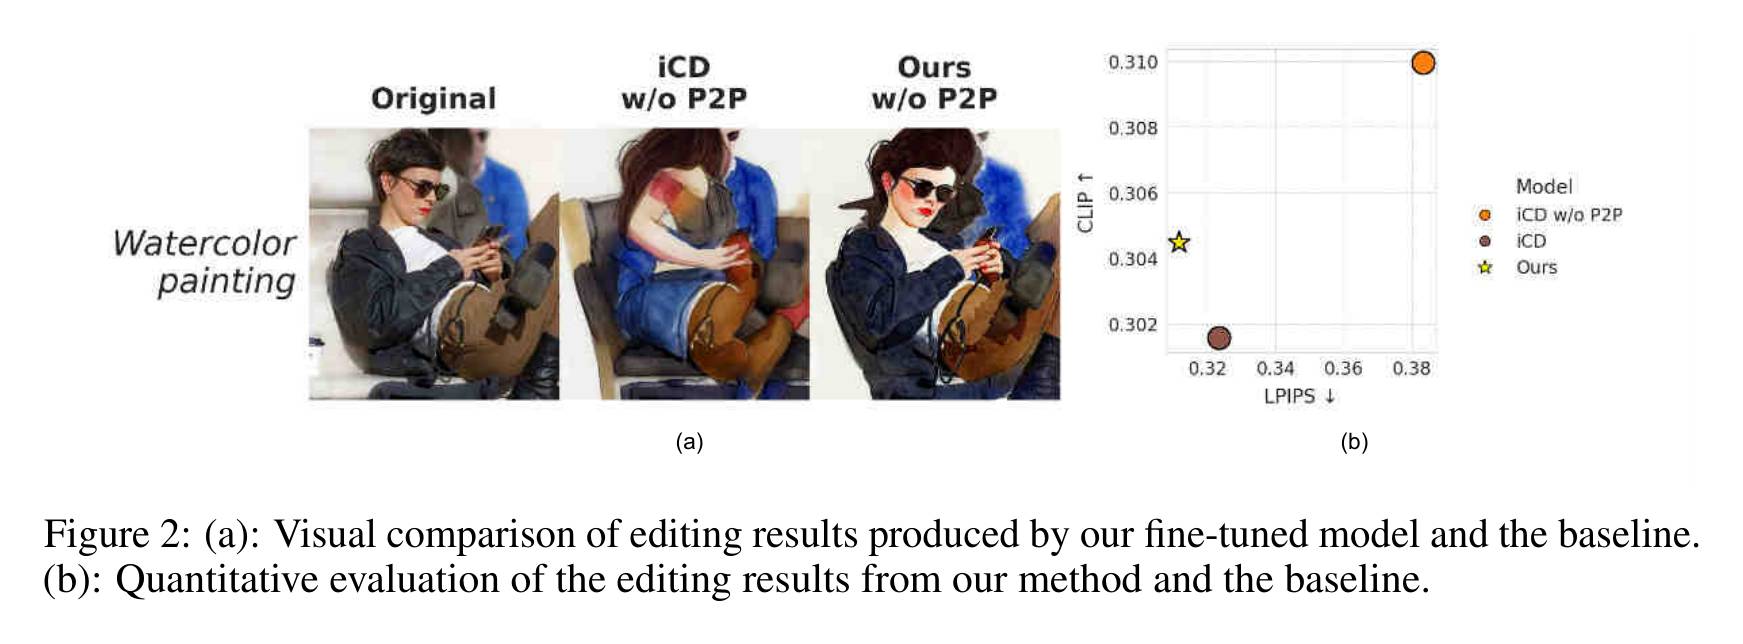 Original
iCD
w/o P2P
Ours
w/o P2P
Watercolor
painting
(a)
0.310
0.308
0.306
0.304
0.302
CLIP ↑
0.32 0.34 0.36 0.38
LPIPS ↓
(b)
Model
iCD w/o P2P
iCD
Ours
Figure 2: (a): Visual comparison of editing results produced by our fine-tuned model and the baseline.
(b): Quantitative evaluation of the editing results from our method and the baseline.